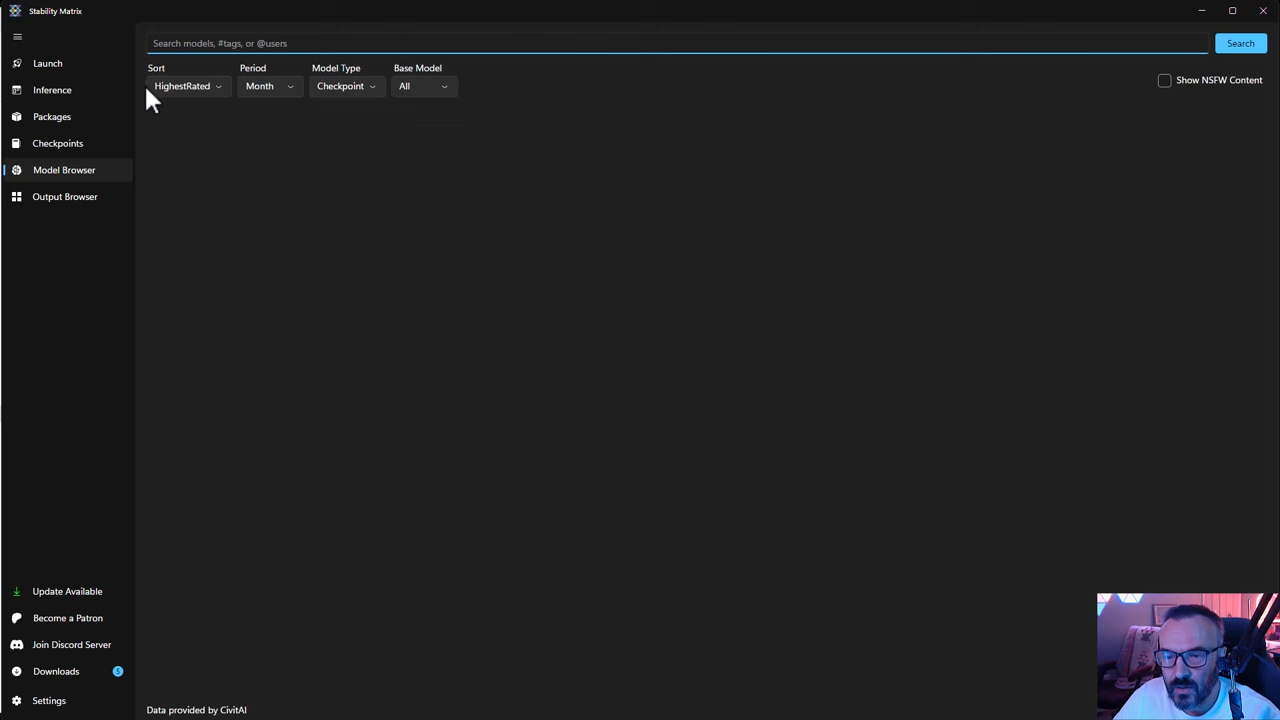 Stability Matrix
Search models, #tags, or @users
Search
Launch
Inference
Packages
Checkpoints
Model Browser
Output Browser
Sort
Period
Model Type
Base Model
HighestRated
Month
Checkpoint
All
Show NSFW Content
Update Available
Become a Patron
Join Discord Server
Downloads
5
Settings
Data provided by CivitAI